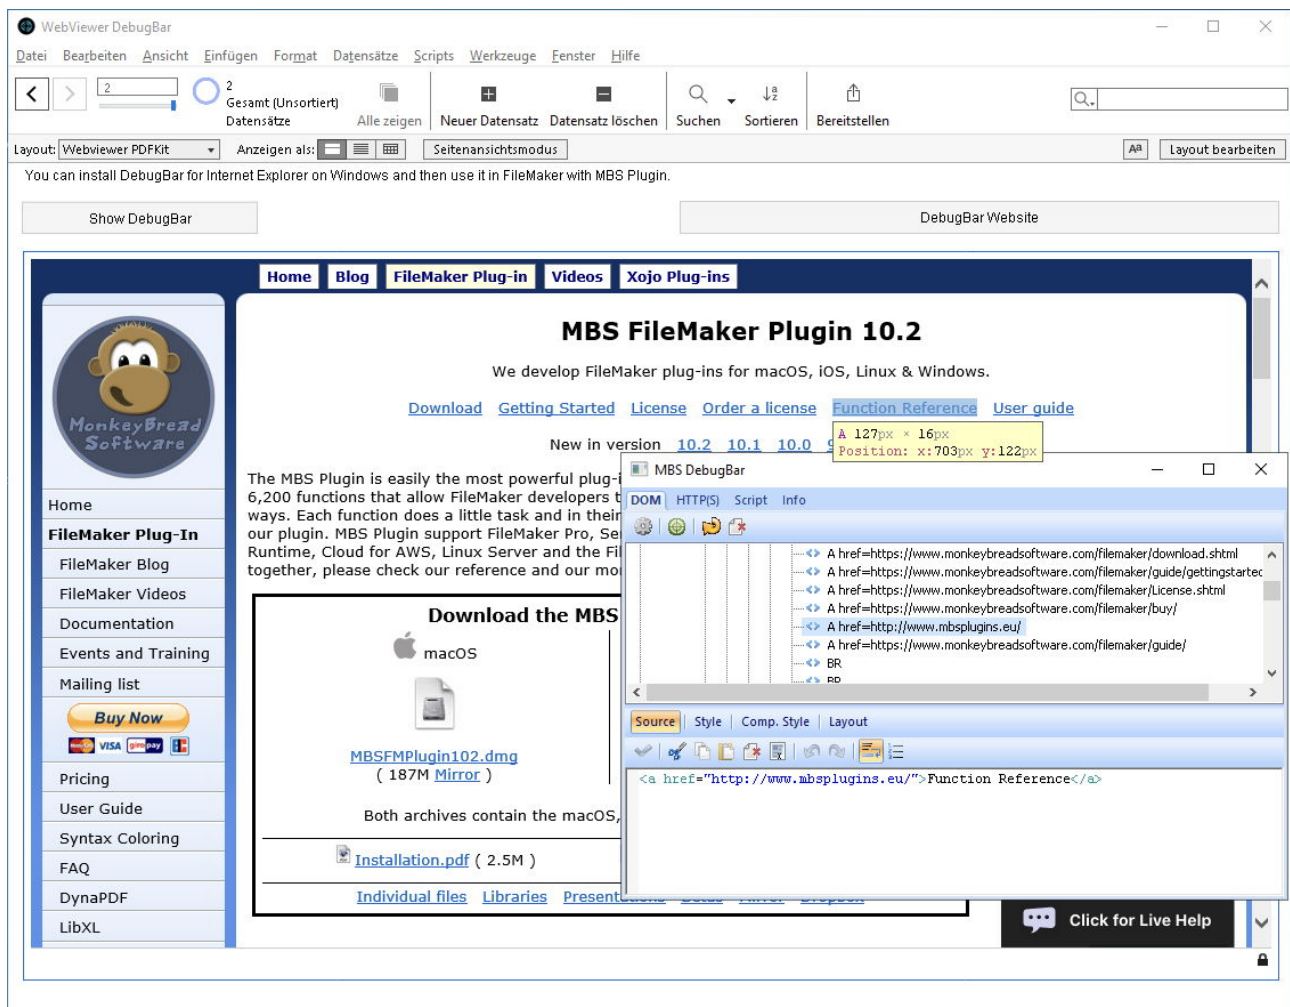 WebViewer DebugBar
Datei Bearbeiten Ansicht Einfügen Format Datensätze Scripts Werkzeuge Fenster Hilfe
2
2
Gesamt (Unsortiert)
Datensätze
Alle zeigen Neuer Datensatz Datensatz löschen Suchen Sortieren Bereitstellen
Layout: Webviewer PDFKit Anzeigen als: Seitenansichtsmodus Aa Layout bearbeiten
You can install DebugBar for Internet Explorer on Windows and then use it in FileMaker with MBS Plugin.
Show DebugBar DebugBar Website
Home Blog FileMaker Plug-in Videos Xojo Plug-ins
MonkeyBread
Software
Home
FileMaker Plug-In
FileMaker Blog
FileMaker Videos
Documentation
Events and Training
Mailing list
Buy Now
VISA giropay
Pricing
User Guide
Syntax Coloring
FAQ
DynaPDF
LibXL
MBS FileMaker Plugin 10.2
We develop FileMaker plug-ins for macOS, iOS, Linux & Windows.
Download Getting Started License Order a license Function Reference User guide
New in version 10.2 10.1 10.0
A 127px × 16px
Position: x:703px y:122px
The MBS Plugin is easily the most powerful plug-
6,200 functions that allow FileMaker developers
ways. Each function does a little task and in their
our plugin. MBS Plugin support FileMaker Pro,
Runtime, Cloud for AWS, Linux Server and the
together, please check our reference and our
Download the MBS
macOS
MBSFMPlugin102.dmg
( 187M Mirror )
Both archives contain the macOS,
Installation.pdf ( 2.5M )
Individual files Libraries
MBS DebugBar
DOM HTTP(S) Script Info
A href=https://www.monkeybreadsoftware.com/filemaker/download.shtml
A href=https://www.monkeybreadsoftware.com/filemaker/guide/gettingstarted
A href=https://www.monkeybreadsoftware.com/filemaker/License.shtml
A href=https://www.monkeybreadsoftware.com/filemaker/buy/
A href=http://www.mbsplugins.eu/
A href=https://www.monkeybreadsoftware.com/filemaker/guide/
BR
BR
Source Style Comp. Style Layout
<a href="http://www.mbsplugins.eu/">Function Reference</a>
Click for Live Help